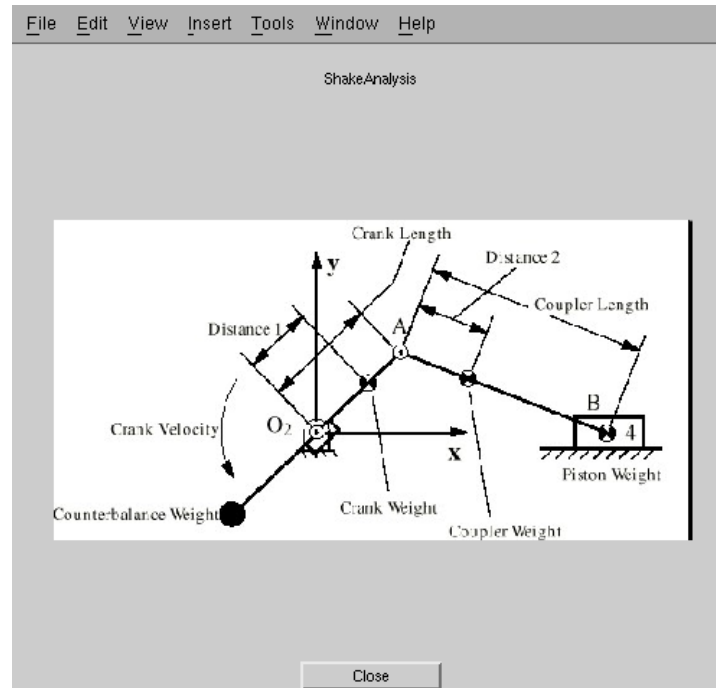 File Edit View Insert Tools Window Help
ShakeAnalysis
Crank Length
y
Distance 2
Coupler Length
Distance 1
A
B
Crank Velocity
O2
4
x
Piston Weight
Counterbalance Weight
Crank Weight
Coupler Weight
Close